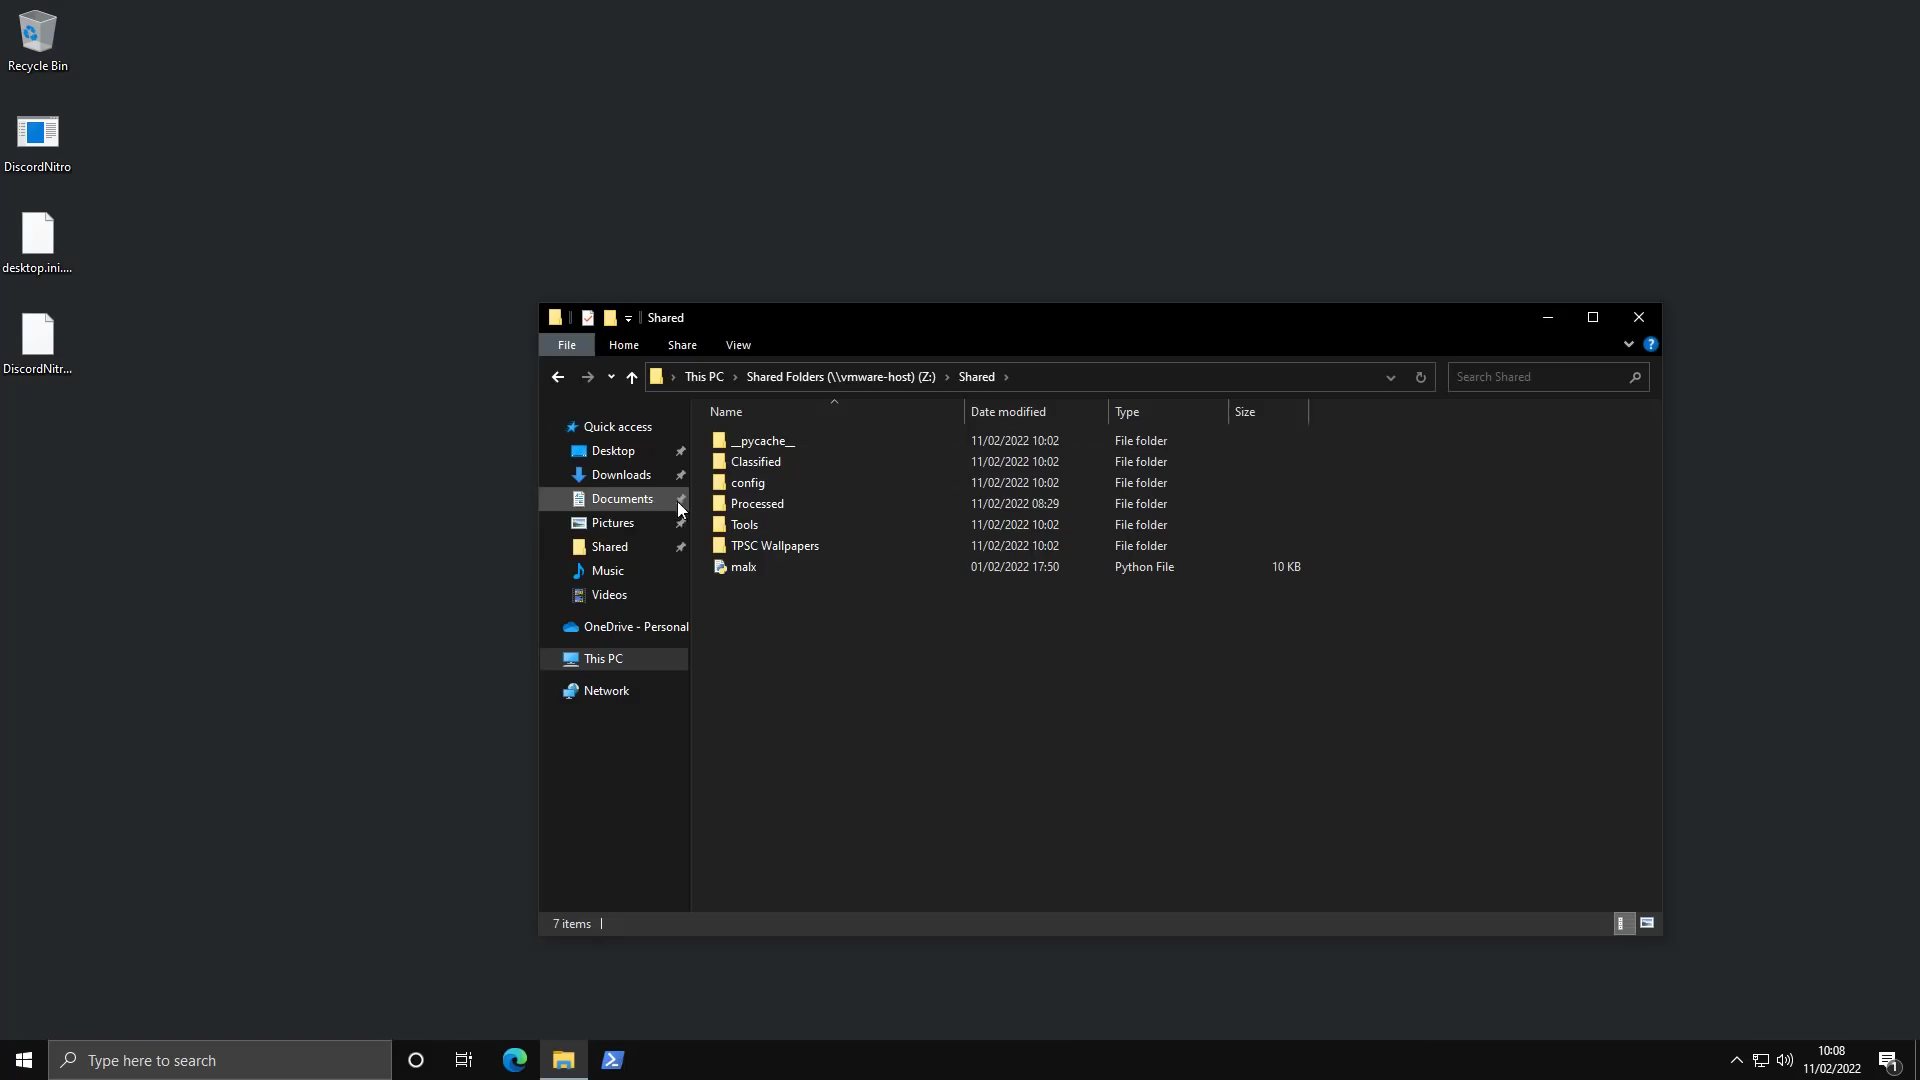 Recycle Bin
DiscordNitro
desktop.ini....
DiscordNitr...
Shared
File Home Share View
This PC Shared Folders (\\vmware-host) (Z:) Shared
Search Shared
Name Date modified Type Size
Quick access
Desktop
Downloads
Documents
Pictures
Shared
Music
Videos
OneDrive - Personal
This PC
Network
__pycache__ 11/02/2022 10:02 File folder
Classified 11/02/2022 10:02 File folder
config 11/02/2022 10:02 File folder
Processed 11/02/2022 08:29 File folder
Tools 11/02/2022 10:02 File folder
TPSC Wallpapers 11/02/2022 10:02 File folder
malx 01/02/2022 17:50 Python File 10 KB
7 items
Type here to search
10:08
11/02/2022
1